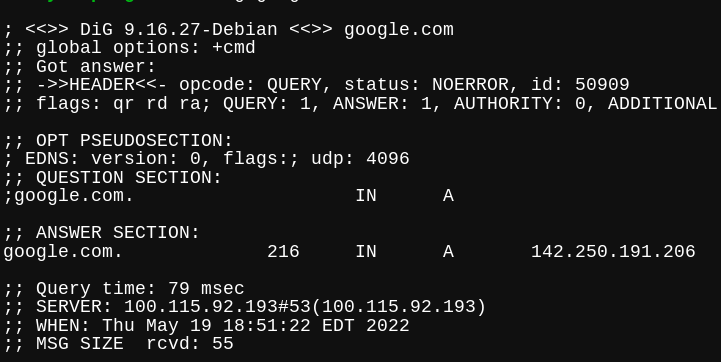 ; <<>> DiG 9.16.27-Debian <<>> google.com
;; global options: +cmd
;; Got answer:
;; ->>HEADER<<- opcode: QUERY, status: NOERROR, id: 50909
;; flags: qr rd ra; QUERY: 1, ANSWER: 1, AUTHORITY: 0, ADDITIONAL
;; OPT PSEUDOSECTION:
; EDNS: version: 0, flags:; udp: 4096
;; QUESTION SECTION:
;google.com. IN A
;; ANSWER SECTION:
google.com. 216 IN A 142.250.191.206
;; Query time: 79 msec
;; SERVER: 100.115.92.193#53(100.115.92.193)
;; WHEN: Thu May 19 18:51:22 EDT 2022
;; MSG SIZE rcvd: 55